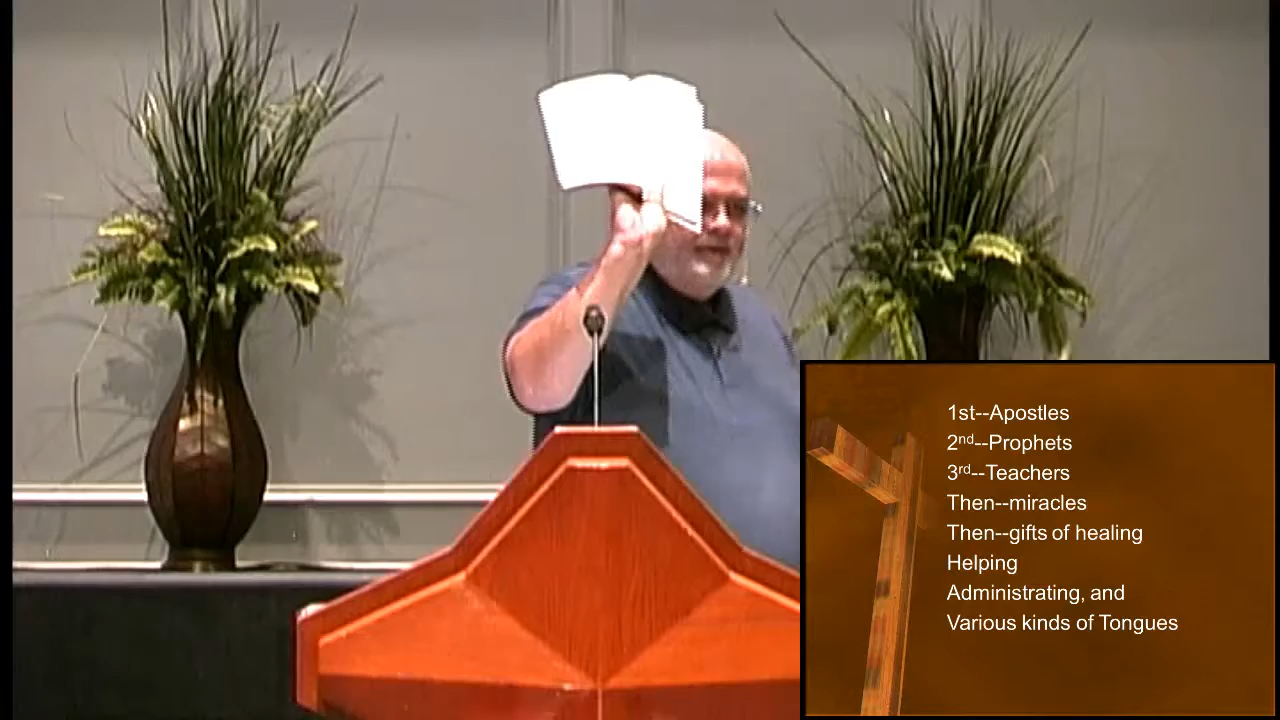 1st--Apostles
2nd--Prophets
3rd--Teachers
Then--miracles
Then--gifts of healing
Helping
Administrating, and
Various kinds of Tongues